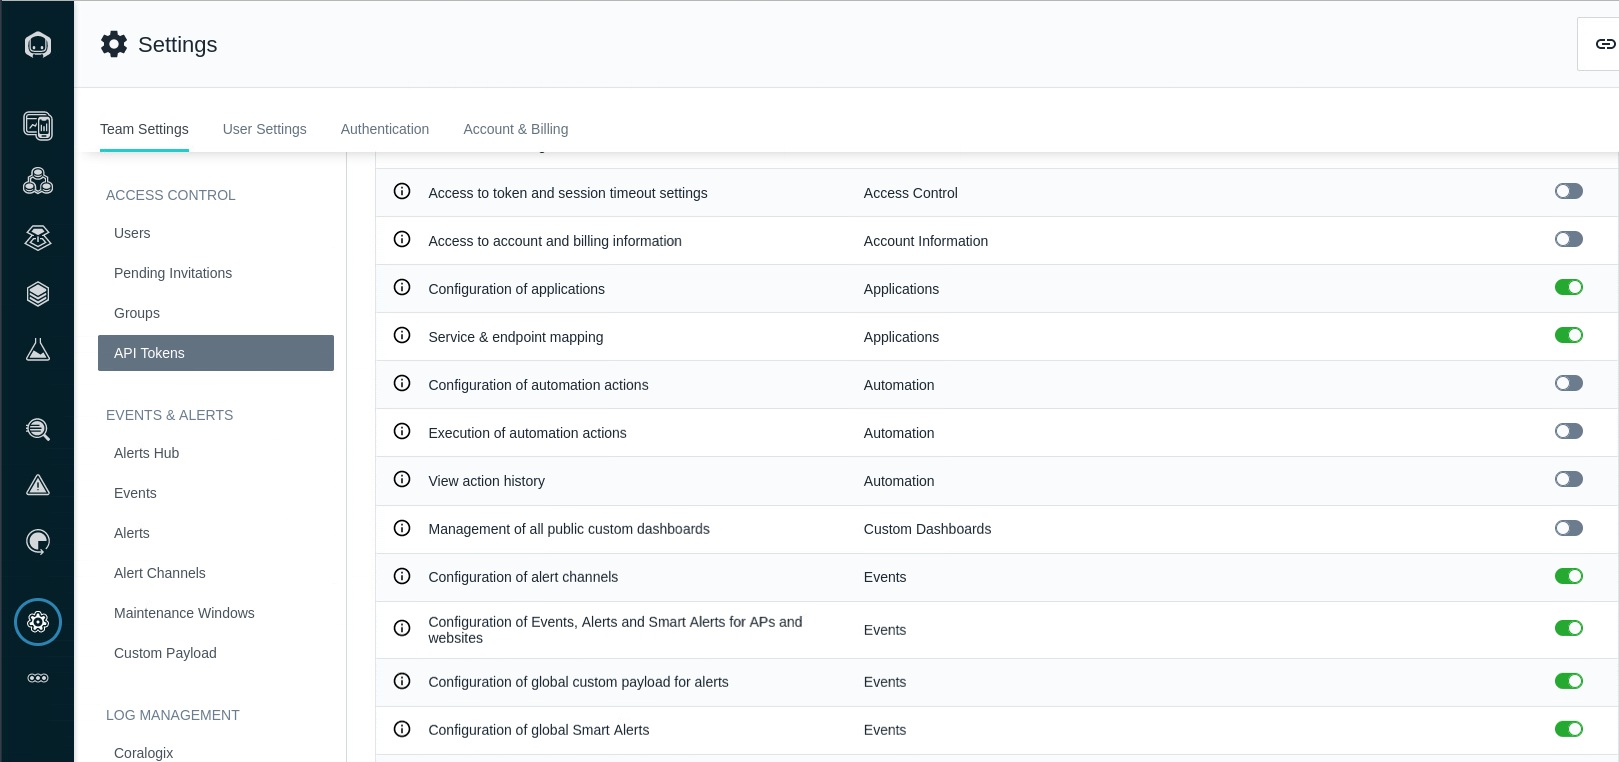 Settings
Team Settings
User Settings
Authentication
Account & Billing
ACCESS CONTROL
Users
Pending Invitations
Groups
API Tokens
EVENTS & ALERTS
Alerts Hub
Events
Alerts
Alert Channels
Maintenance Windows
Custom Payload
LOG MANAGEMENT
Coralogix
Access to token and session timeout settings Access Control
Access to account and billing information Account Information
Configuration of applications Applications
Service & endpoint mapping Applications
Configuration of automation actions Automation
Execution of automation actions Automation
View action history Automation
Management of all public custom dashboards Custom Dashboards
Configuration of alert channels Events
Configuration of Events, Alerts and Smart Alerts for APs and
websites Events
Configuration of global custom payload for alerts Events
Configuration of global Smart Alerts Events